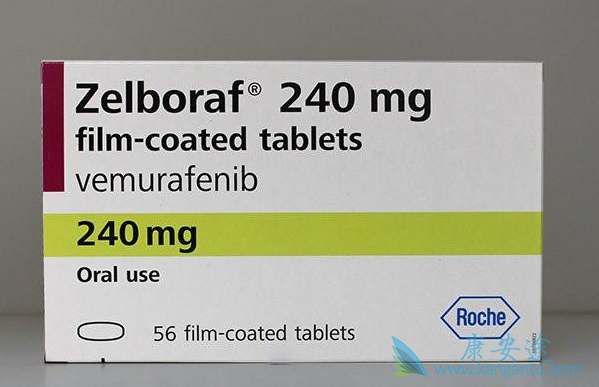 Zelboraf® 240 mg
film-coated tablets
vemurafenib
240 mg
Oral use
56 film-coated tablets
Roche
康安途
www.kangantu.com